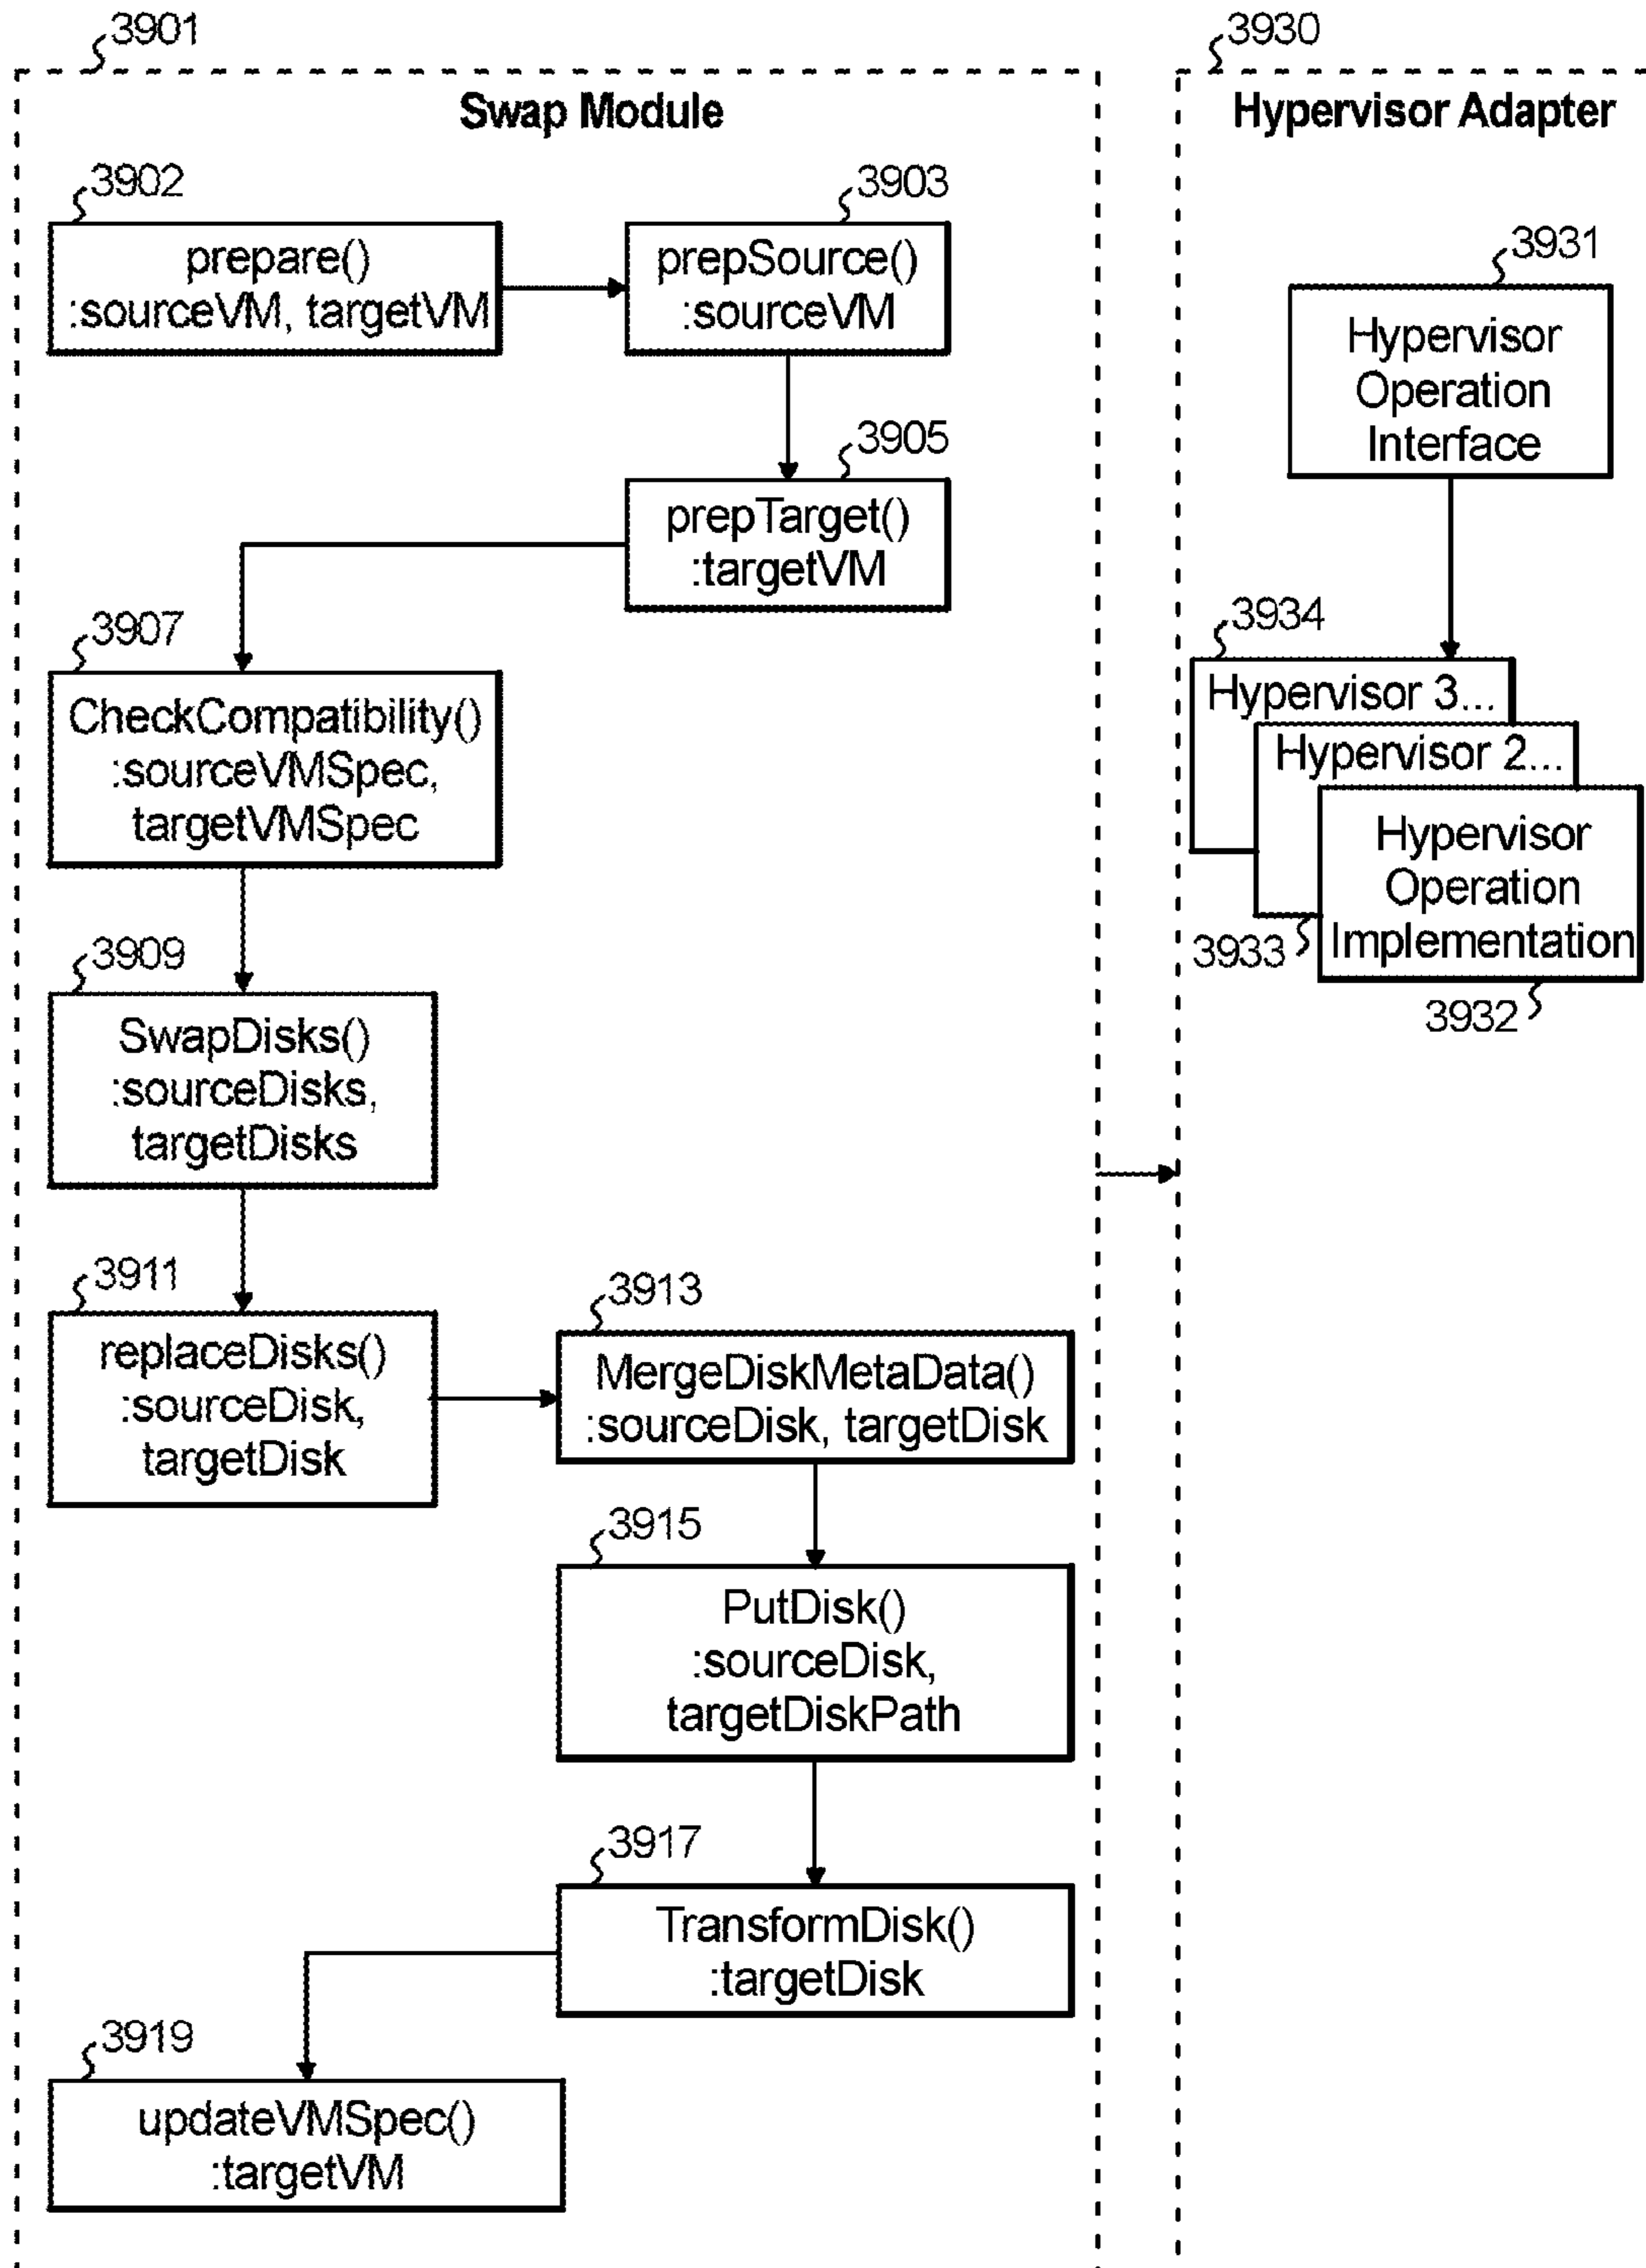 3901
Swap Module
3902
prepare()
:sourceVM, targetVM
3903
prepSource()
:sourceVM
3905
prepTarget()
:targetVM
3907
CheckCompatibility()
:sourceVMSpec,
targetVMSpec
3909
SwapDisks()
:sourceDisks,
targetDisks
3911
replaceDisks()
:sourceDisk,
targetDisk
3913
MergeDiskMetaData()
:sourceDisk, targetDisk
3915
PutDisk()
:sourceDisk,
targetDiskPath
3917
TransformDisk()
:targetDisk
3919
updateVMSpec()
:targetVM
3930
Hypervisor Adapter
3931
Hypervisor
Operation
Interface
3934
Hypervisor 3...
Hypervisor 2...
Hypervisor
Operation
Implementation
3933
3932